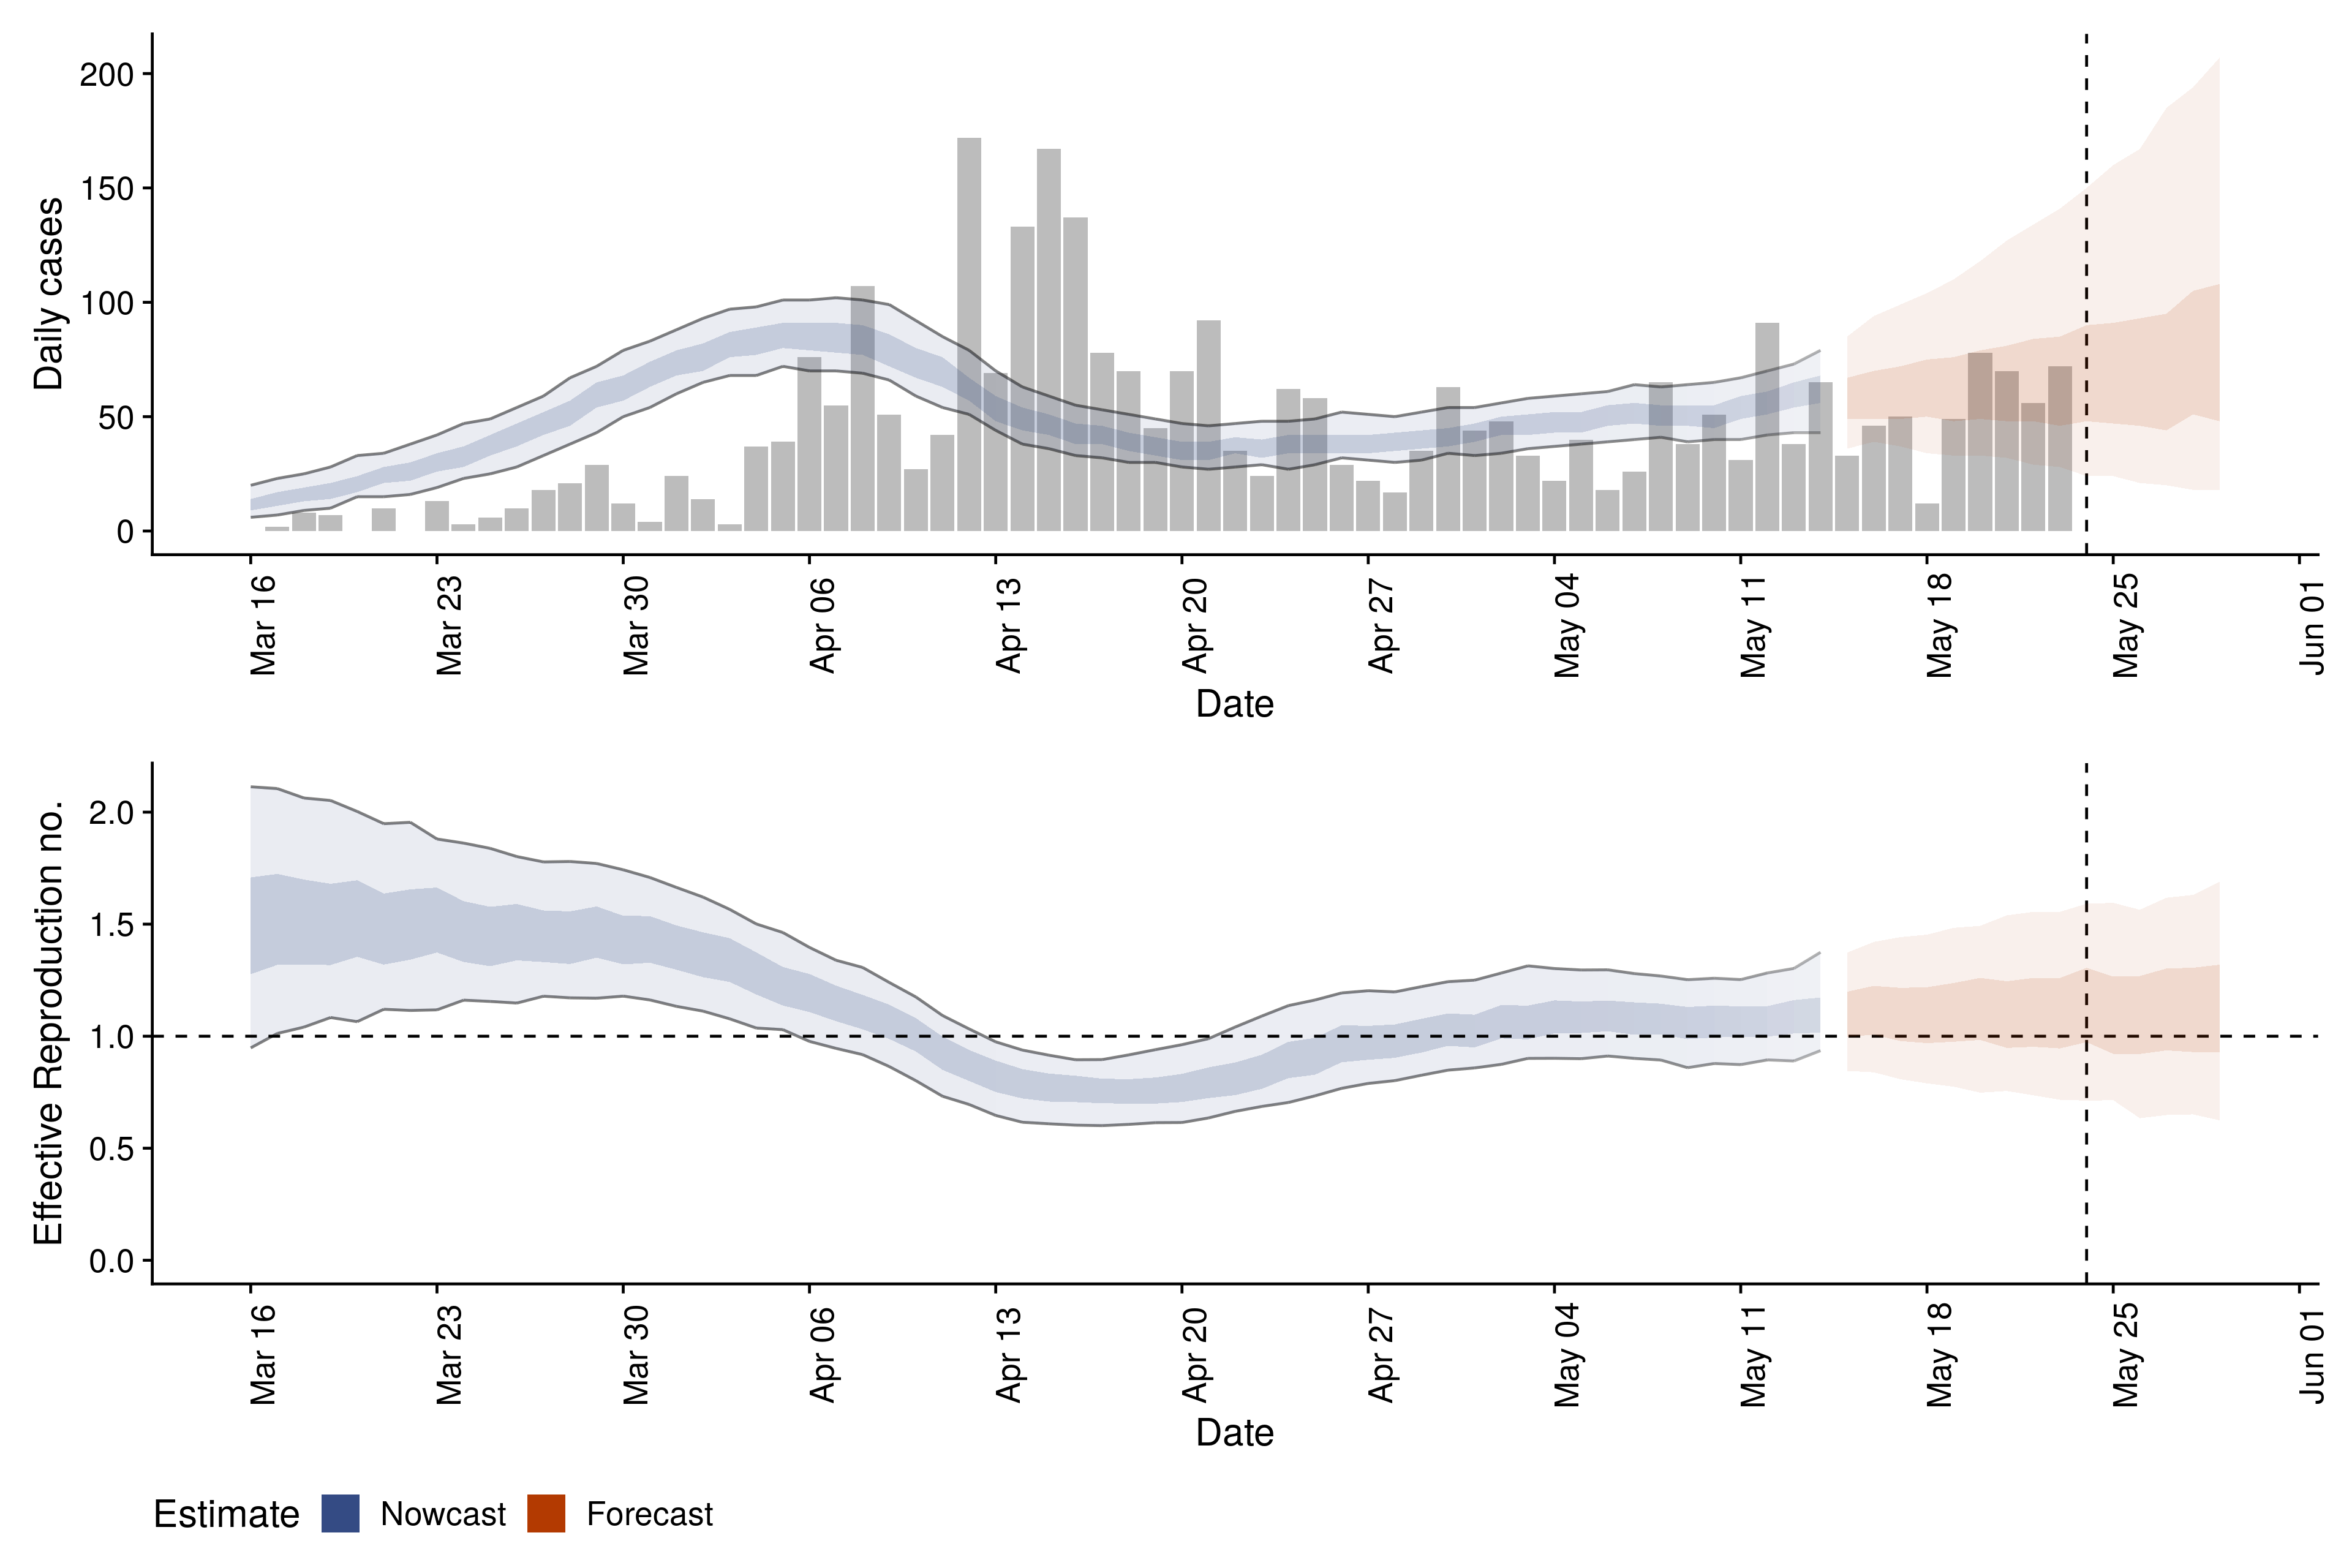 Daily cases
200
150
100
50
0
Mar 16
Mar 23
Mar 30
Apr 06
Apr 13
Apr 20
Apr 27
May 04
May 11
May 18
May 25
Jun 01
Date
Effective Reproduction no.
2.0
1.5
1.0
0.5
0.0
Mar 16
Mar 23
Mar 30
Apr 06
Apr 13
Apr 20
Apr 27
May 04
May 11
May 18
May 25
Jun 01
Date
Estimate Nowcast Forecast